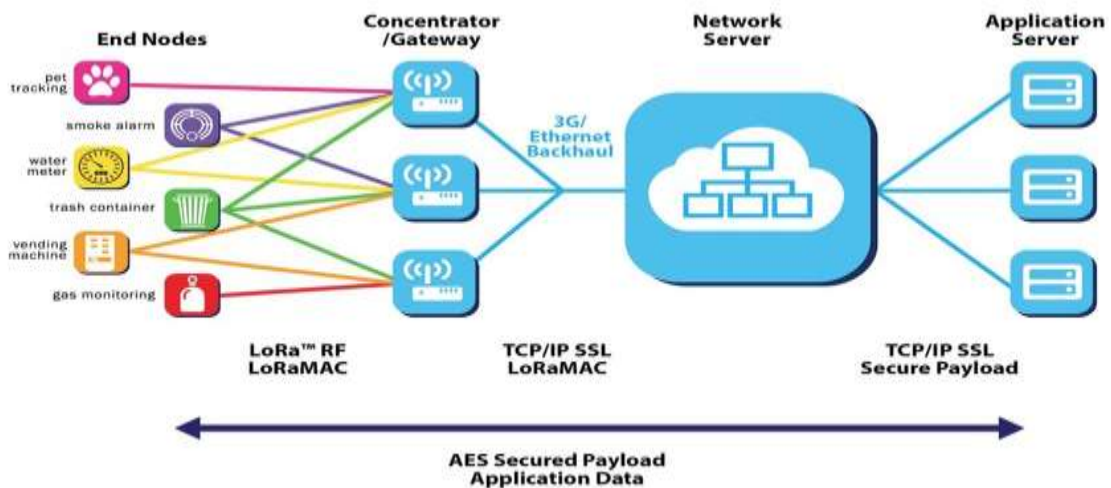 End Nodes
Concentrator
/Gateway
Network
Server
Application
Server
pet
tracking
smoke alarm
water
meter
trash container
vending
machine
gas monitoring
3G/
Ethernet
Backhaul
LoRa™ RF
LoRaMAC
TCP/IP SSL
LoRaMAC
TCP/IP SSL
Secure Payload
AES Secured Payload
Application Data